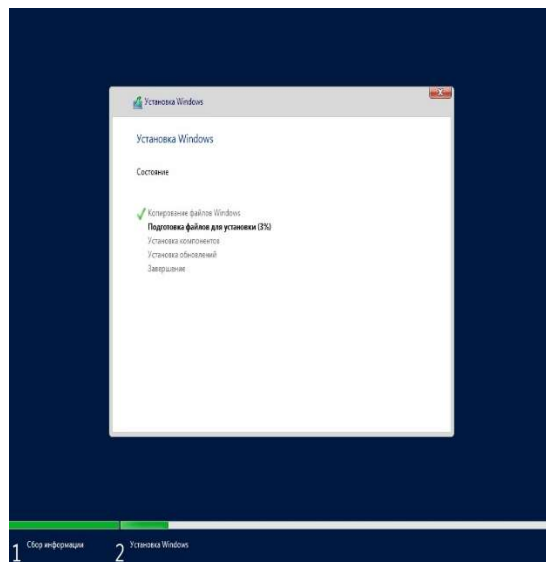 Установка Windows
Установка Windows
Состояние
Копирование файлов Windows
Подготовка файлов для установки (3%)
Установка компонентов
Установка обновлений
Завершение
1 Сбор информации
2 Установка Windows